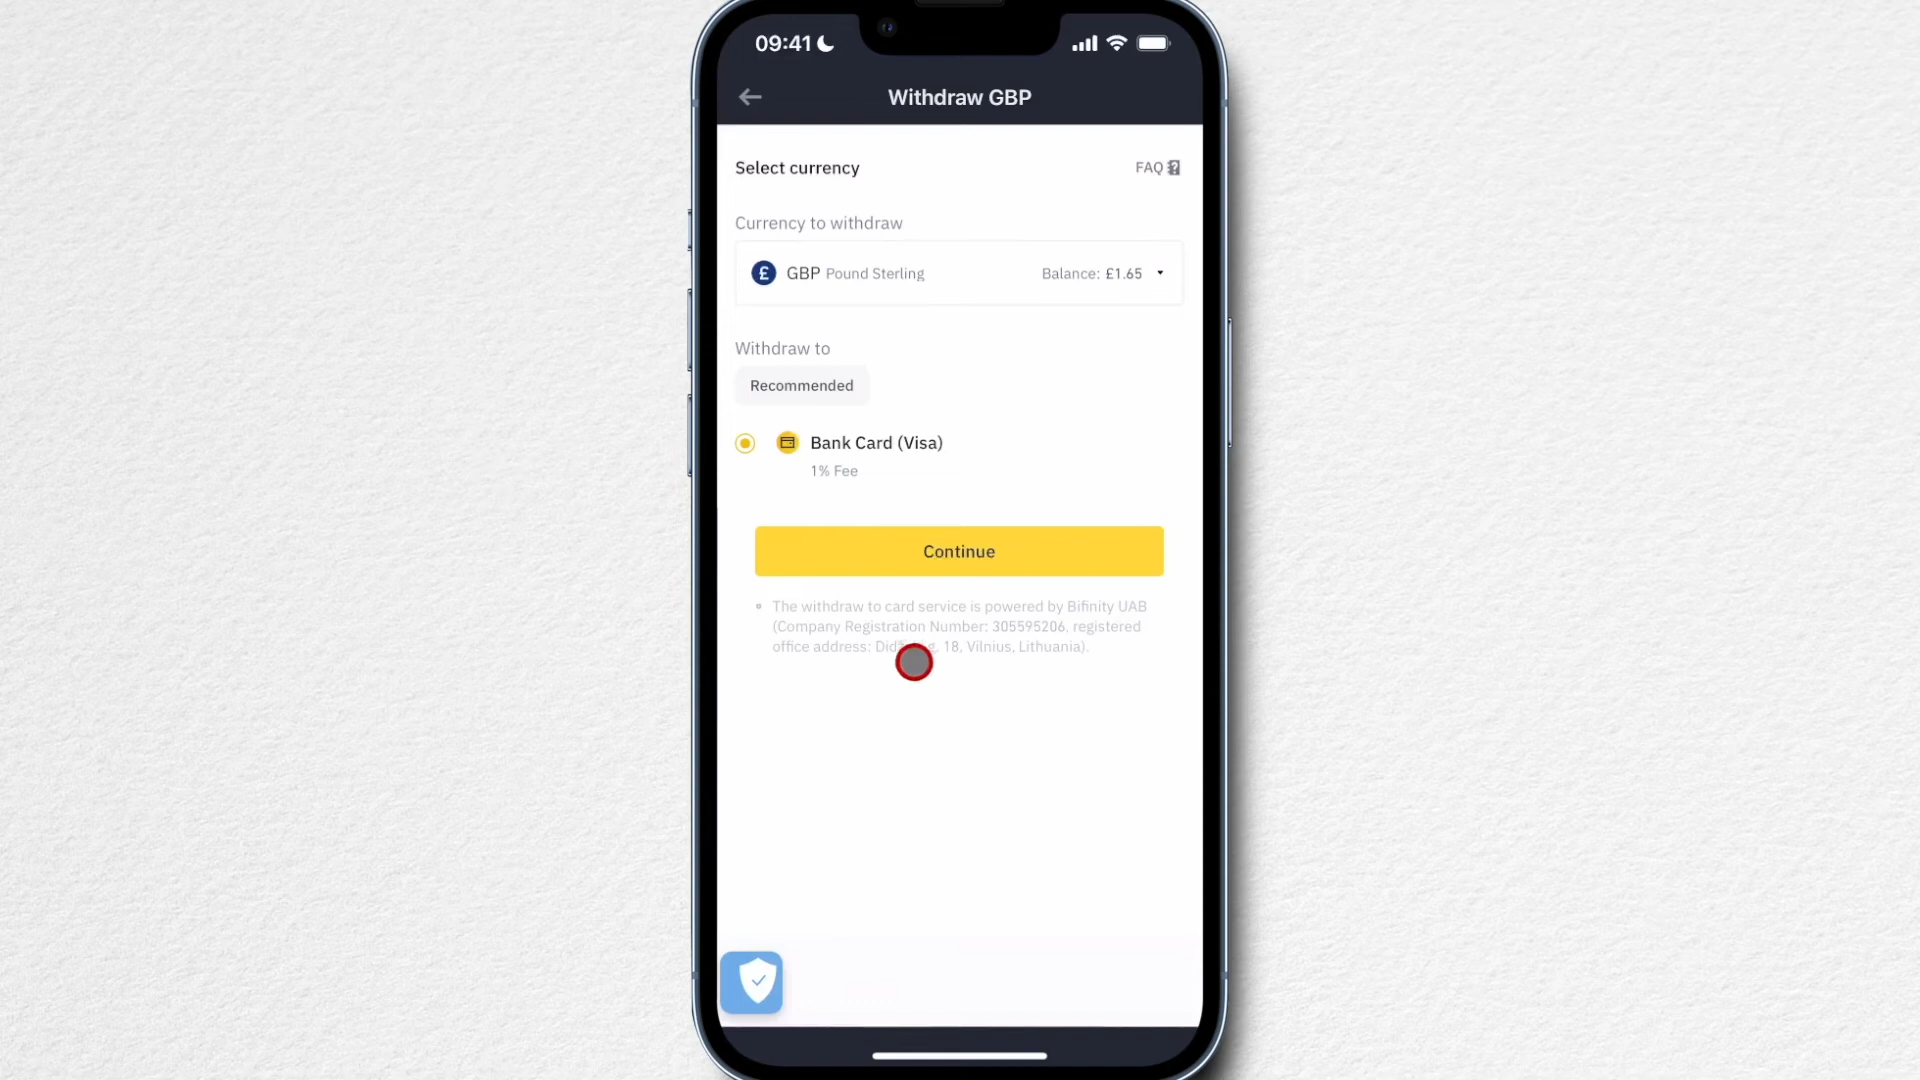 09:41
Withdraw GBP
Select currency
FAQ
Currency to withdraw
£ GBP Pound Sterling Balance: £1.65
Withdraw to
Recommended
Bank Card (Visa)
1% Fee
Continue
The withdraw to card service is powered by Bifinity UAB
(Company Registration Number: 305595206, registered
office address: g. 18, Vilnius, Lithuania).